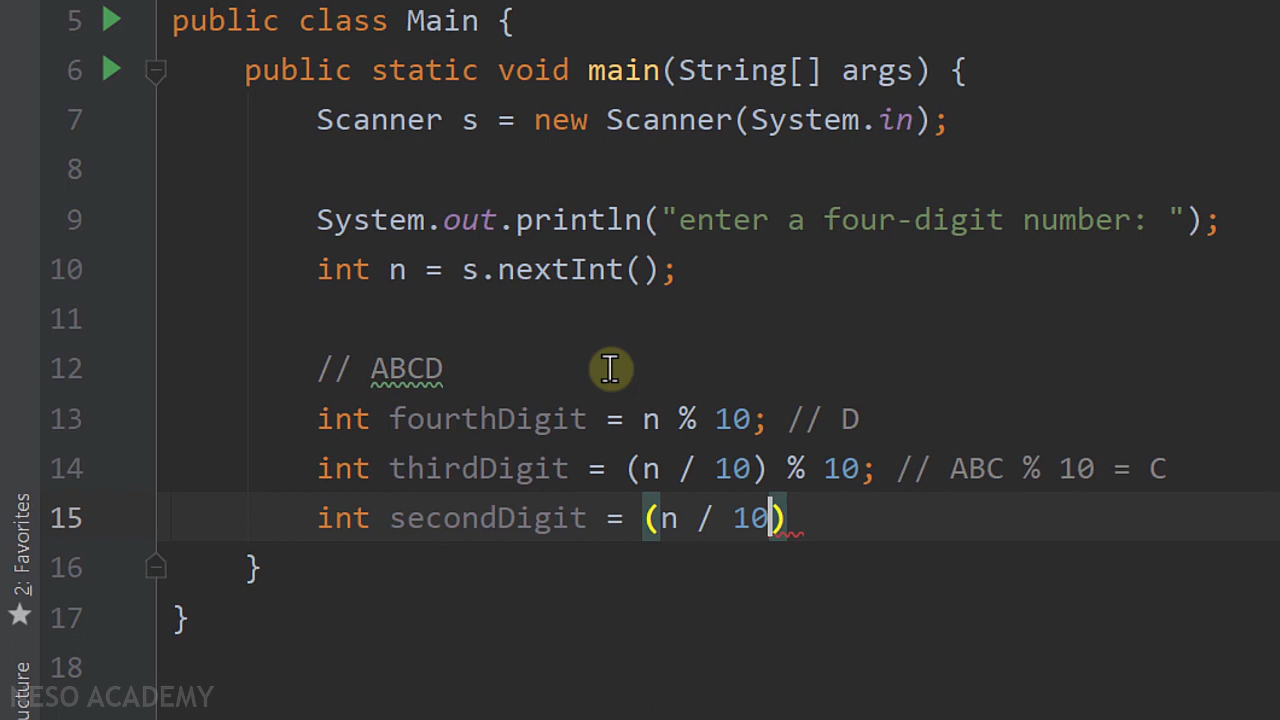 5 public class Main {
6 public static void main(String[] args) {
7 Scanner s = new Scanner(System.in);
8
9 System.out.println("enter a four-digit number: ");
10 int n = s.nextInt();
11
12 // ABCD
13 int fourthDigit = n % 10; // D
14 int thirdDigit = (n / 10) % 10; // ABC % 10 = C
15 int secondDigit = (n / 10)
16 }
17 }
18
2: Favorites
ucture
NESO ACADEMY